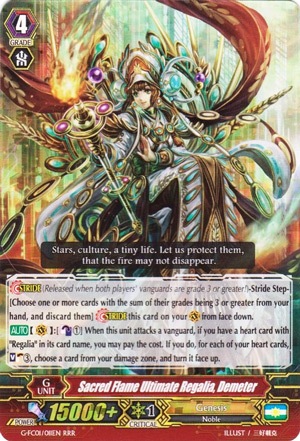 4
GRADE
Stars, culture, a tiny life. Let us protect them,
that the fire may not disappear.
STRIDE (Released when both players' vanguards are grade 3 or greater!)-Stride Step-
[Choose one or more cards with the sum of their grades being 3 or greater from your
hand, and discard them] STRIDE this card on your from face down.
AUTO [1] When this unit attacks a vanguard, if you have a heart card with
"Regalia" in its card name, you may pay the cost. If you do, for each of your
3, choose a card from your damage zone, and turn it face up.
G
UNIT
Sacred Flame Ultimate Regalia, Demeter
POWER
15000+
1
CRITICAL
Genesis
Noble
G-FC01/011EN RRR
ILLUST / 三好載克